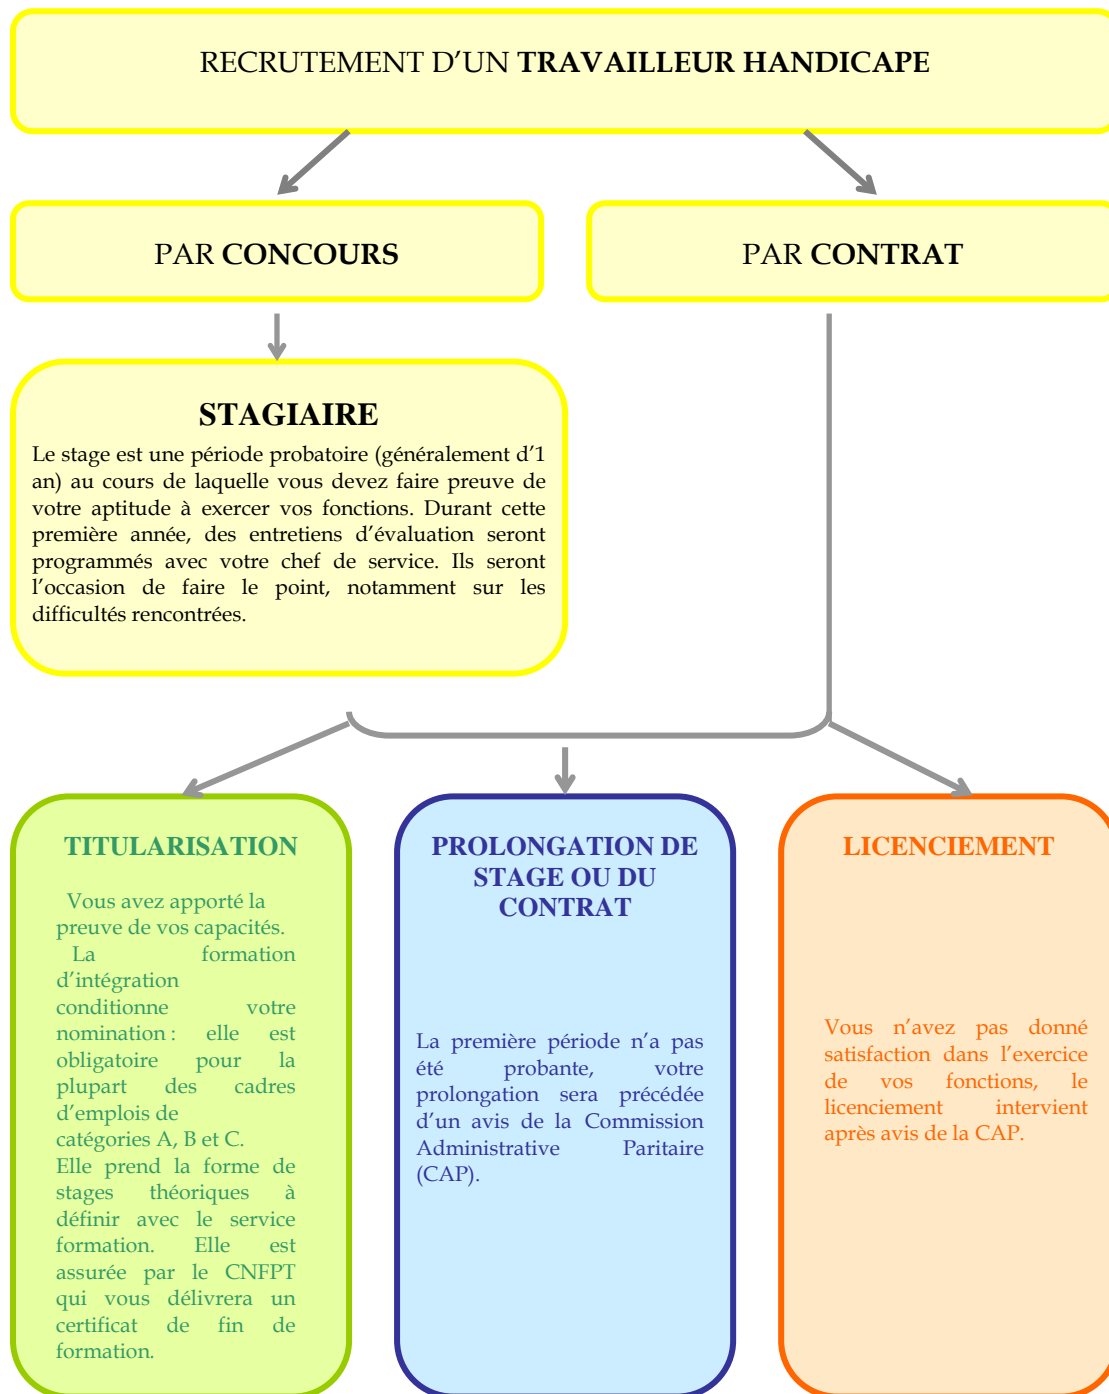 RECRUTEMENT D’UN TRAVAILLEUR HANDICAPE
PAR CONCOURS
PAR CONTRAT
STAGIAIRE
Le stage est une période probatoire (généralement d’1
an) au cours de laquelle vous devez faire preuve de
votre aptitude à exercer vos fonctions. Durant cette
première année, des entretiens d’évaluation seront
programmés avec votre chef de service. Ils seront
l’occasion de faire le point, notamment sur les
difficultés rencontrées.
TITULARISATION
Vous avez apporté la
preuve de vos capacités.
La formation
d’intégration
conditionne votre
nomination : elle est
obligatoire pour la
plupart des cadres
d’emplois de
catégories A, B et C.
Elle prend la forme de
stages théoriques à
définir avec le service
formation. Elle est
assurée par le CNFPT
qui vous délivrera un
certificat de fin de
formation.
PROLONGATION DE
STAGE OU DU
CONTRAT
La première période n’a pas
été probante, votre
prolongation sera précédée
d’un avis de la Commission
Administrative Paritaire
(CAP).
LICENCIEMENT
Vous n’avez pas donné
satisfaction dans l’exercice
de vos fonctions, le
licenciement intervient
après avis de la CAP.